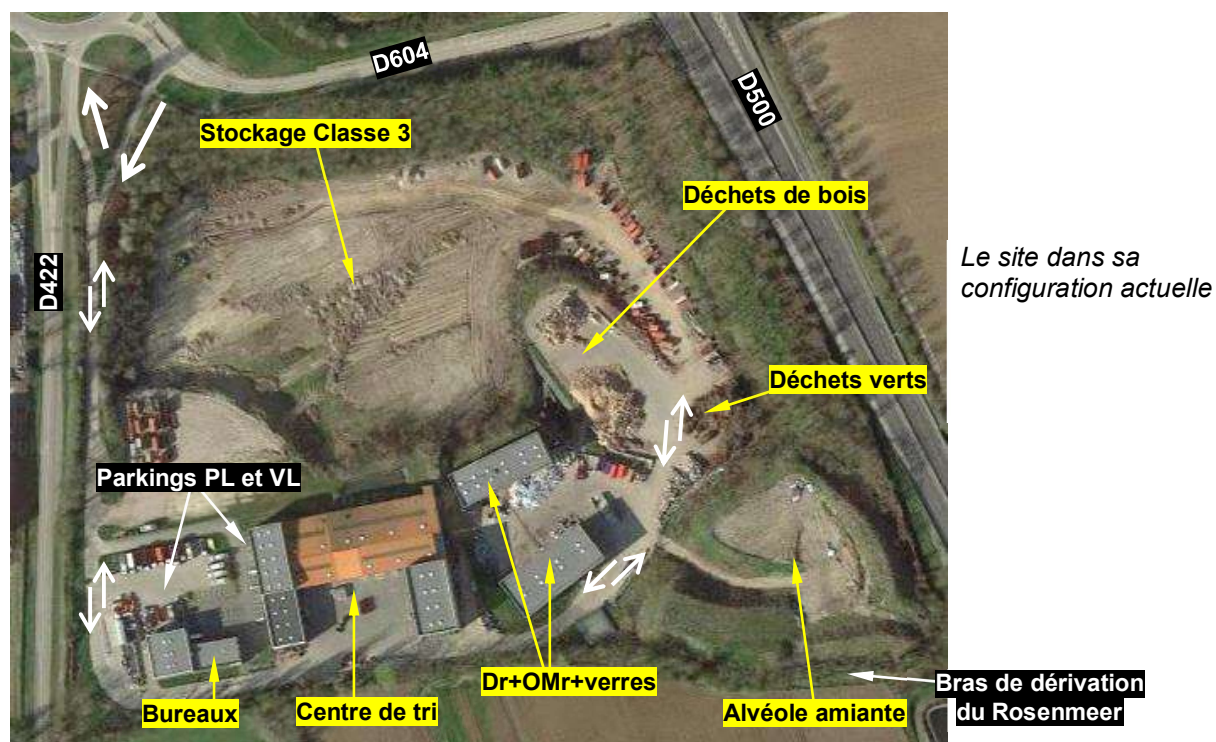 D604
D500
Stockage Classe 3
Déchets de bois
Le site dans sa
configuration actuelle
D422
Déchets verts
Parkings PL et VL
Dr+OMr+verres
Bras de dérivation
du Rosenmeer
Bureaux
Centre de tri
Alvéole amiante